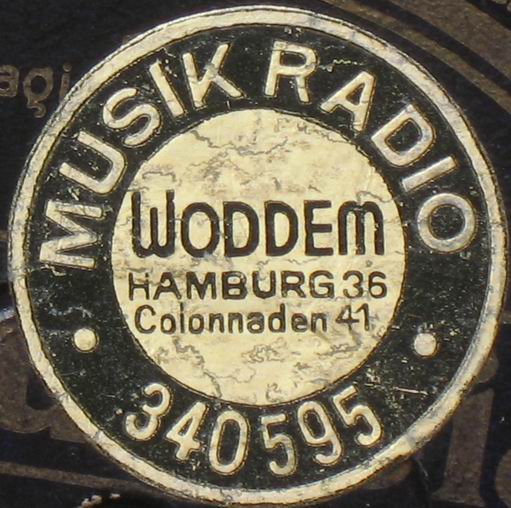 MUSIK RADIO
WODDEM
HAMBURG 36
Colonnaden 41
340595